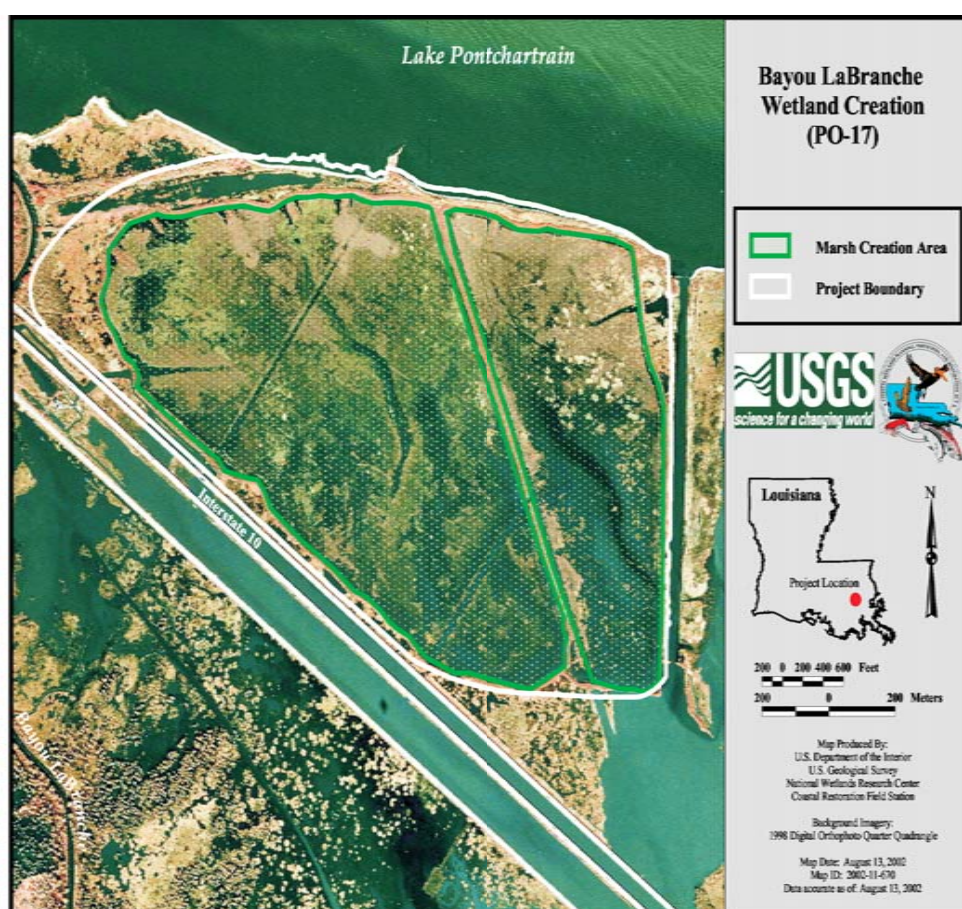 Lake Pontchartrain
Interstate 10
Bayou LaBranche
Bayou LaBranche
Wetland Creation
(PO-17)
Marsh Creation Area
Project Boundary
USGS
science for a changing world
Louisiana
N
Project Location
200 0 200 400 600 Feet
200 0 200 Meters
Map Produced By:
U.S. Department of the Interior
U.S. Geological Survey
National Wetlands Research Center
Coastal Restoration Field Station
Background Imagery:
1998 Digital Orthophoto Quarter Quadrangle
Map Date: August 13, 2002
Map ID: 2002-11-670
Data accurate as of: August 13, 2002